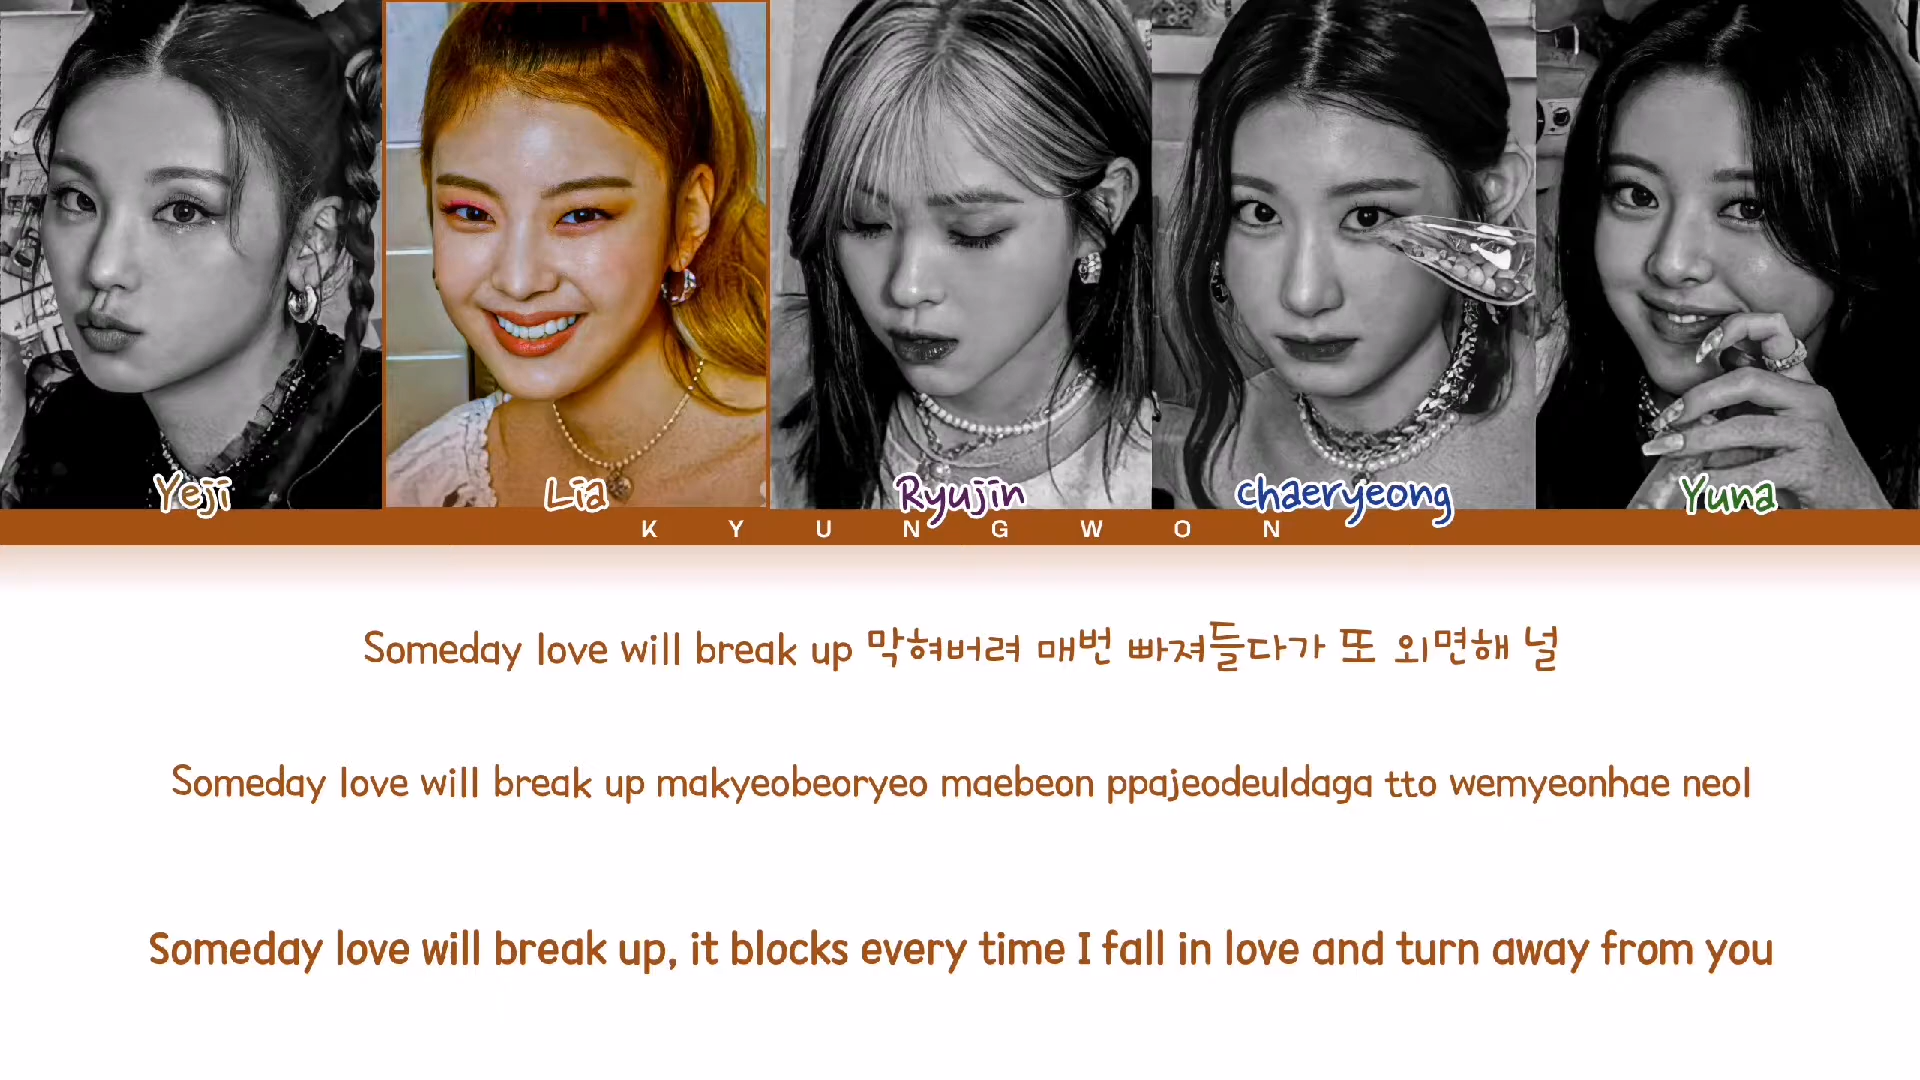 Yeji
Lia
Ryujin
chaeryeong
Yuna
KYUNGWON
Someday love will break up 막혀버려 매번 빠져들다가 또 외면해 널
Someday love will break up makyeobeoryeo maebeon ppajeodeuldaga tto wemyeonhae neol
Someday love will break up, it blocks every time I fall in love and turn away from you